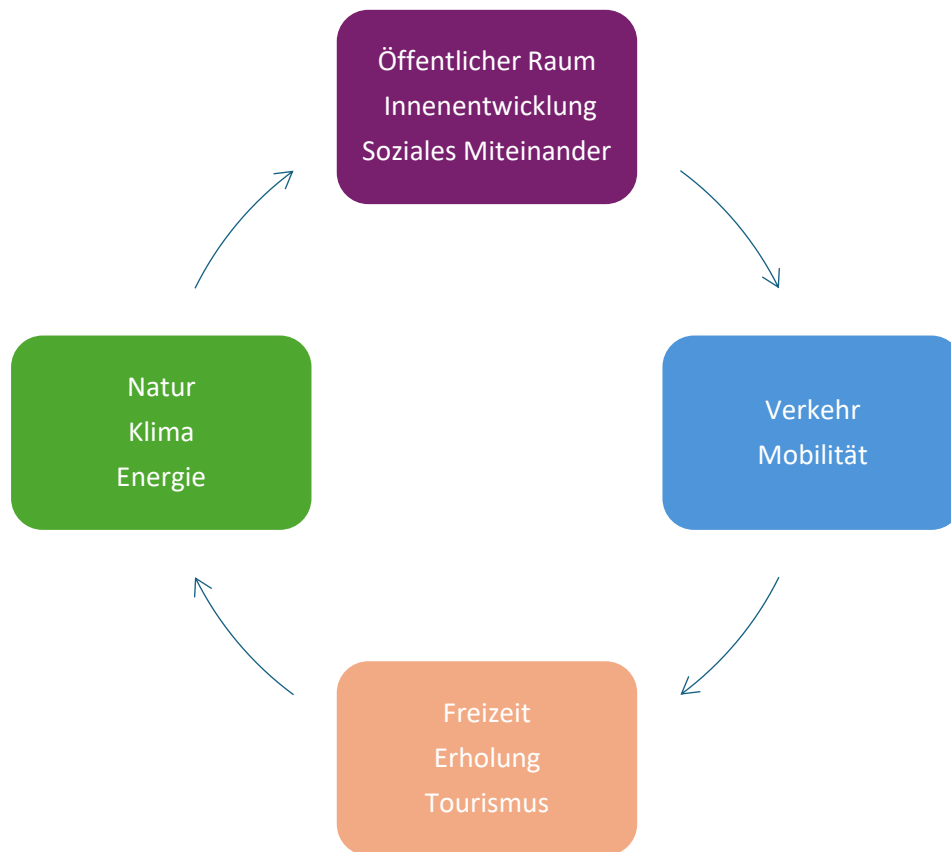 Öffentlicher Raum
Innenentwicklung
Soziales Miteinander
Natur
Klima
Energie
Verkehr
Mobilität
Freizeit
Erholung
Tourismus